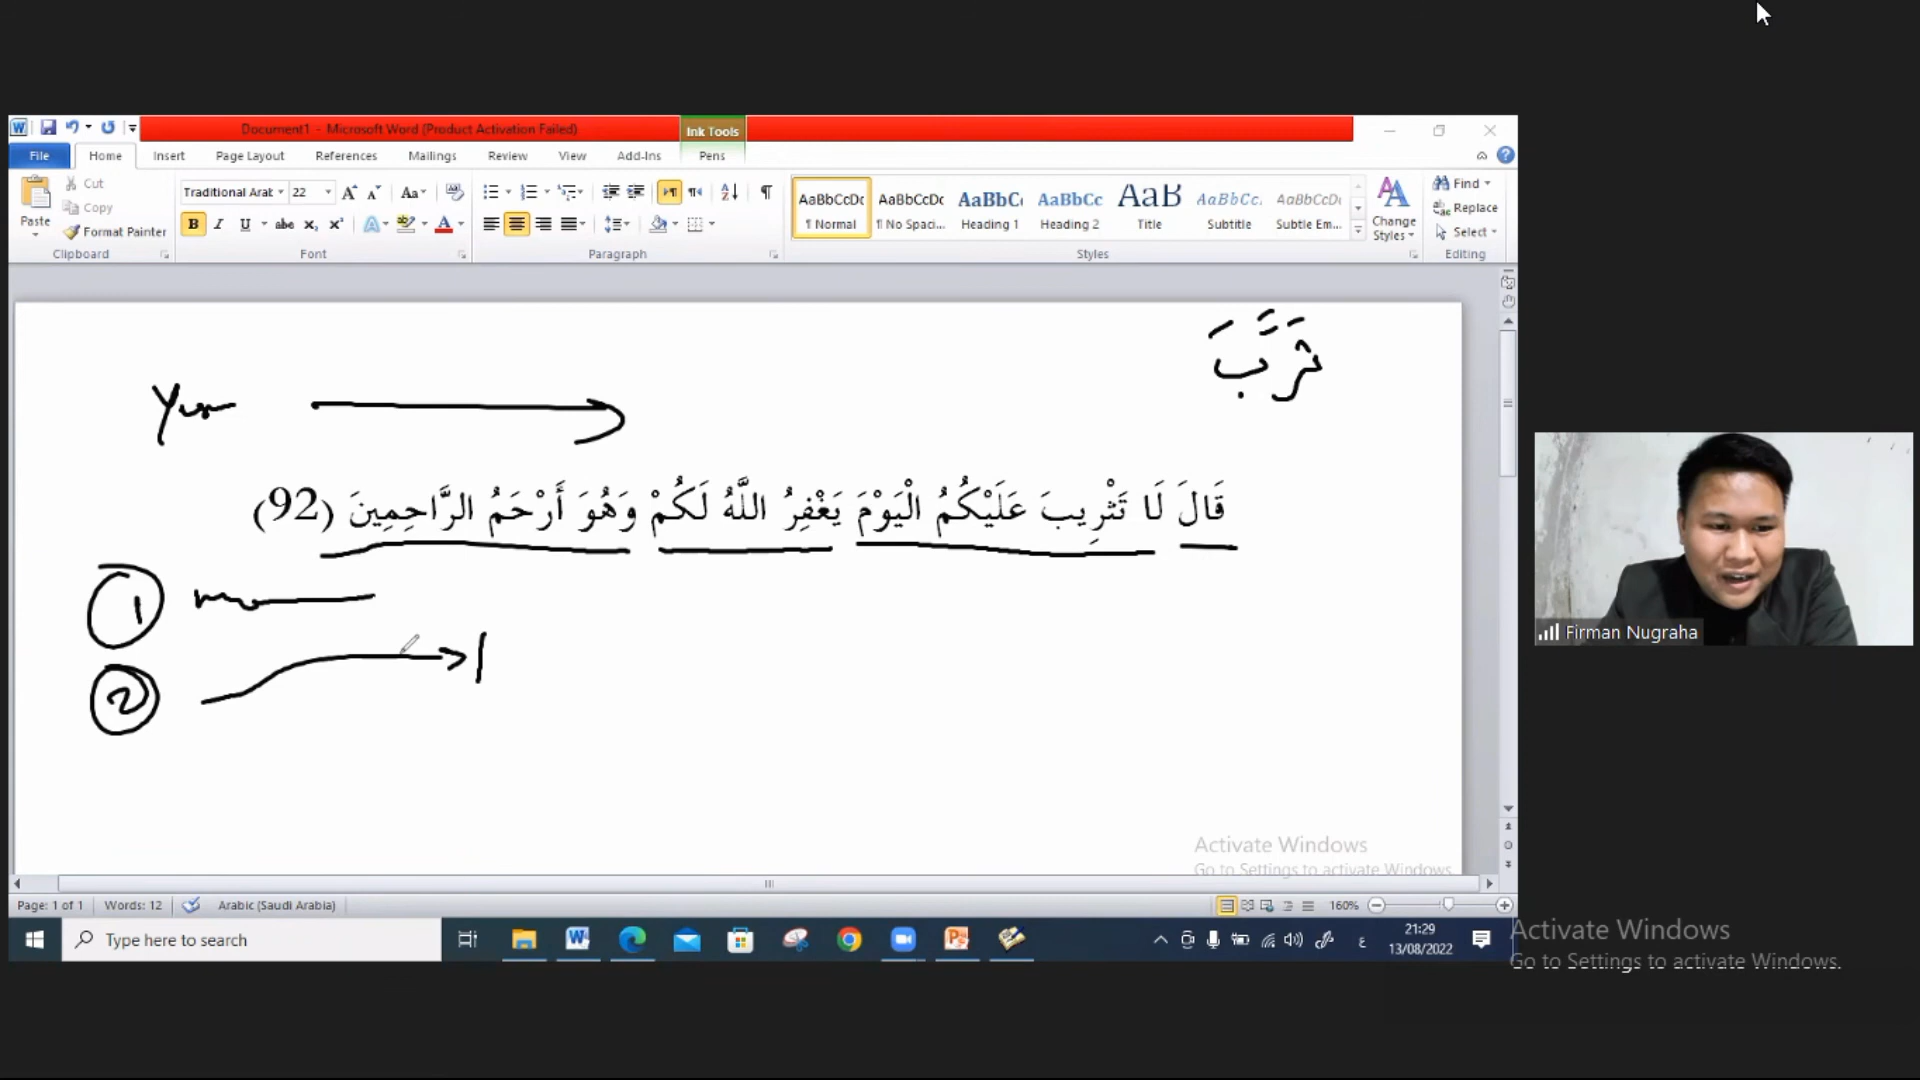 Document1 - Microsoft Word (Product Activation Failed)
Ink Tools
File Home Insert Page Layout References Mailings Review View Add-Ins Pens
Paste
Cut
Copy
Format Painter
Clipboard
Traditional Arat 22
Font
Paragraph
AaBbCcDc AaBbCcDc AaBbC AaBbCc AaB AaBbCc. AaBbCcDi
¶ Normal ¶ No Spaci... Heading 1 Heading 2 Title Subtitle Subtle Em...
Styles
Change Styles
Find
Replace
Select
Editing
قَالَ لَا تَثْرِيبَ عَلَيْكُمُ الْيَوْمَ يَغْفِرُ اللَّهُ لَكُمْ وَهُوَ أَرْحَمُ الرَّاحِمِينَ (92)
1
2
Firman Nugraha
Activate Windows
Go to Settings to activate Windows.
Page: 1 of 1 Words: 12 Arabic (Saudi Arabia) 160%
Type here to search
ع
21:29
13/08/2022
Activate Windows
Go to Settings to activate Windows.